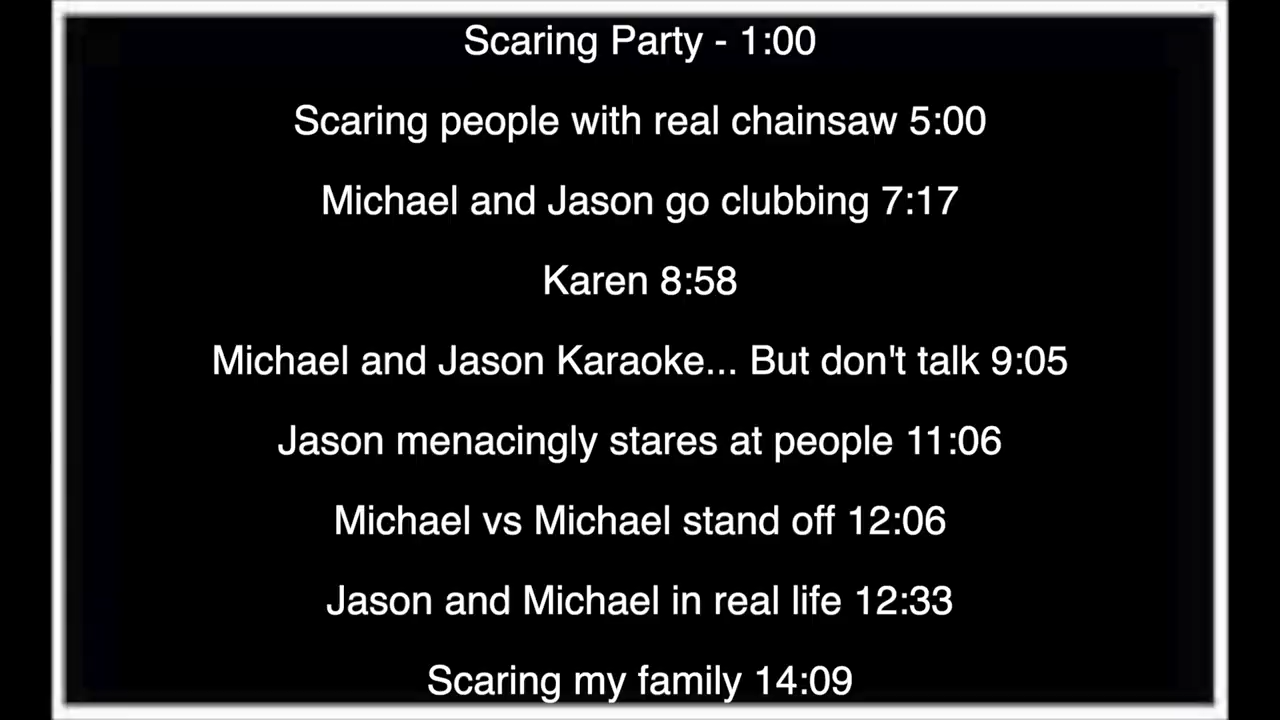 Scaring Party - 1:00
Scaring people with real chainsaw 5:00
Michael and Jason go clubbing 7:17
Karen 8:58
Michael and Jason Karaoke... But don't talk 9:05
Jason menacingly stares at people 11:06
Michael vs Michael stand off 12:06
Jason and Michael in real life 12:33
Scaring my family 14:09